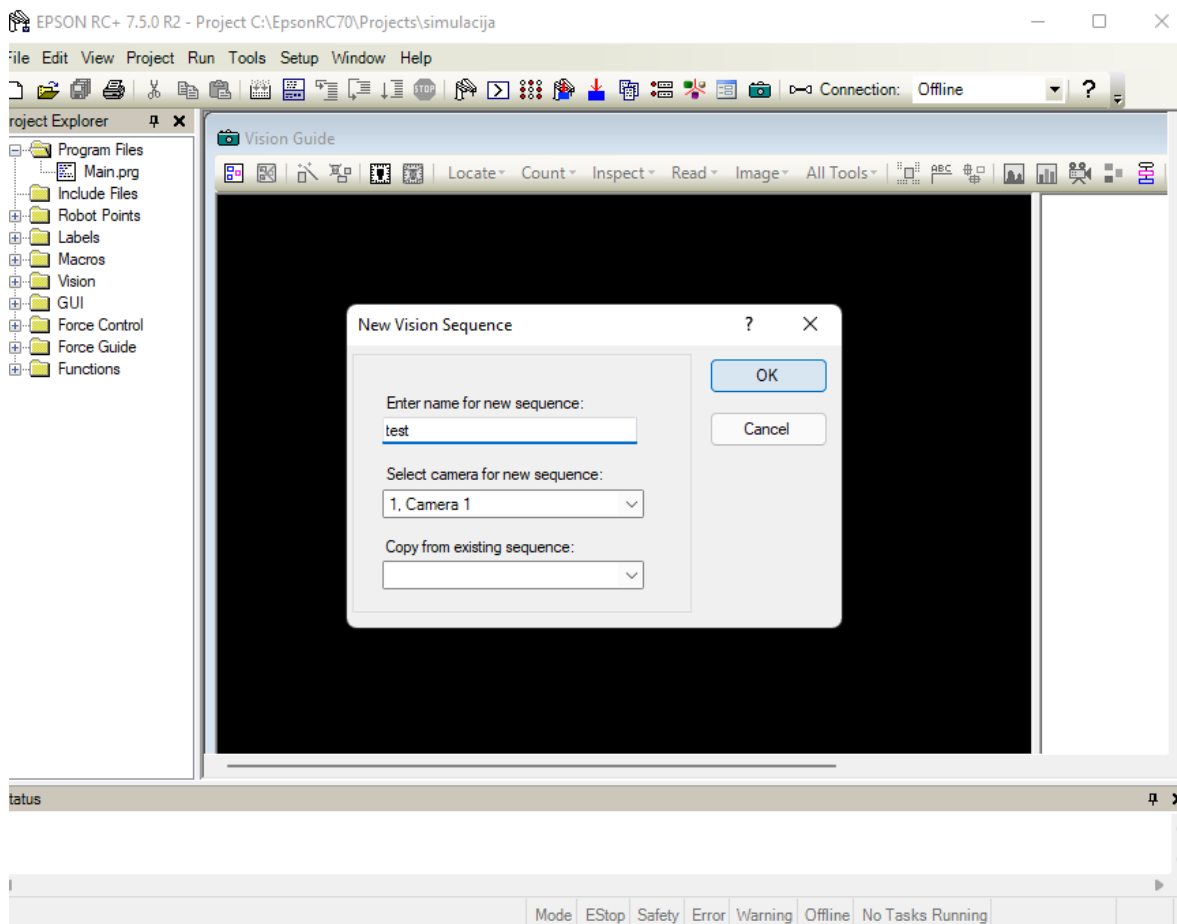 EPSON RC+ 7.5.0 R2 - Project C:\EpsonRC70\Projects\simulacija
File Edit View Project Run Tools Setup Window Help
STOP Connection: Offline ?
roject Explorer
Program Files
Main.prg
Include Files
Robot Points
Labels
Macros
Vision
GUI
Force Control
Force Guide
Functions
Vision Guide
Locate Count Inspect Read Image All Tools ABC
New Vision Sequence ?
Enter name for new sequence:
test
Select camera for new sequence:
1, Camera 1
Copy from existing sequence:
OK
Cancel
tatus
Mode EStop Safety Error Warning Offline No Tasks Running